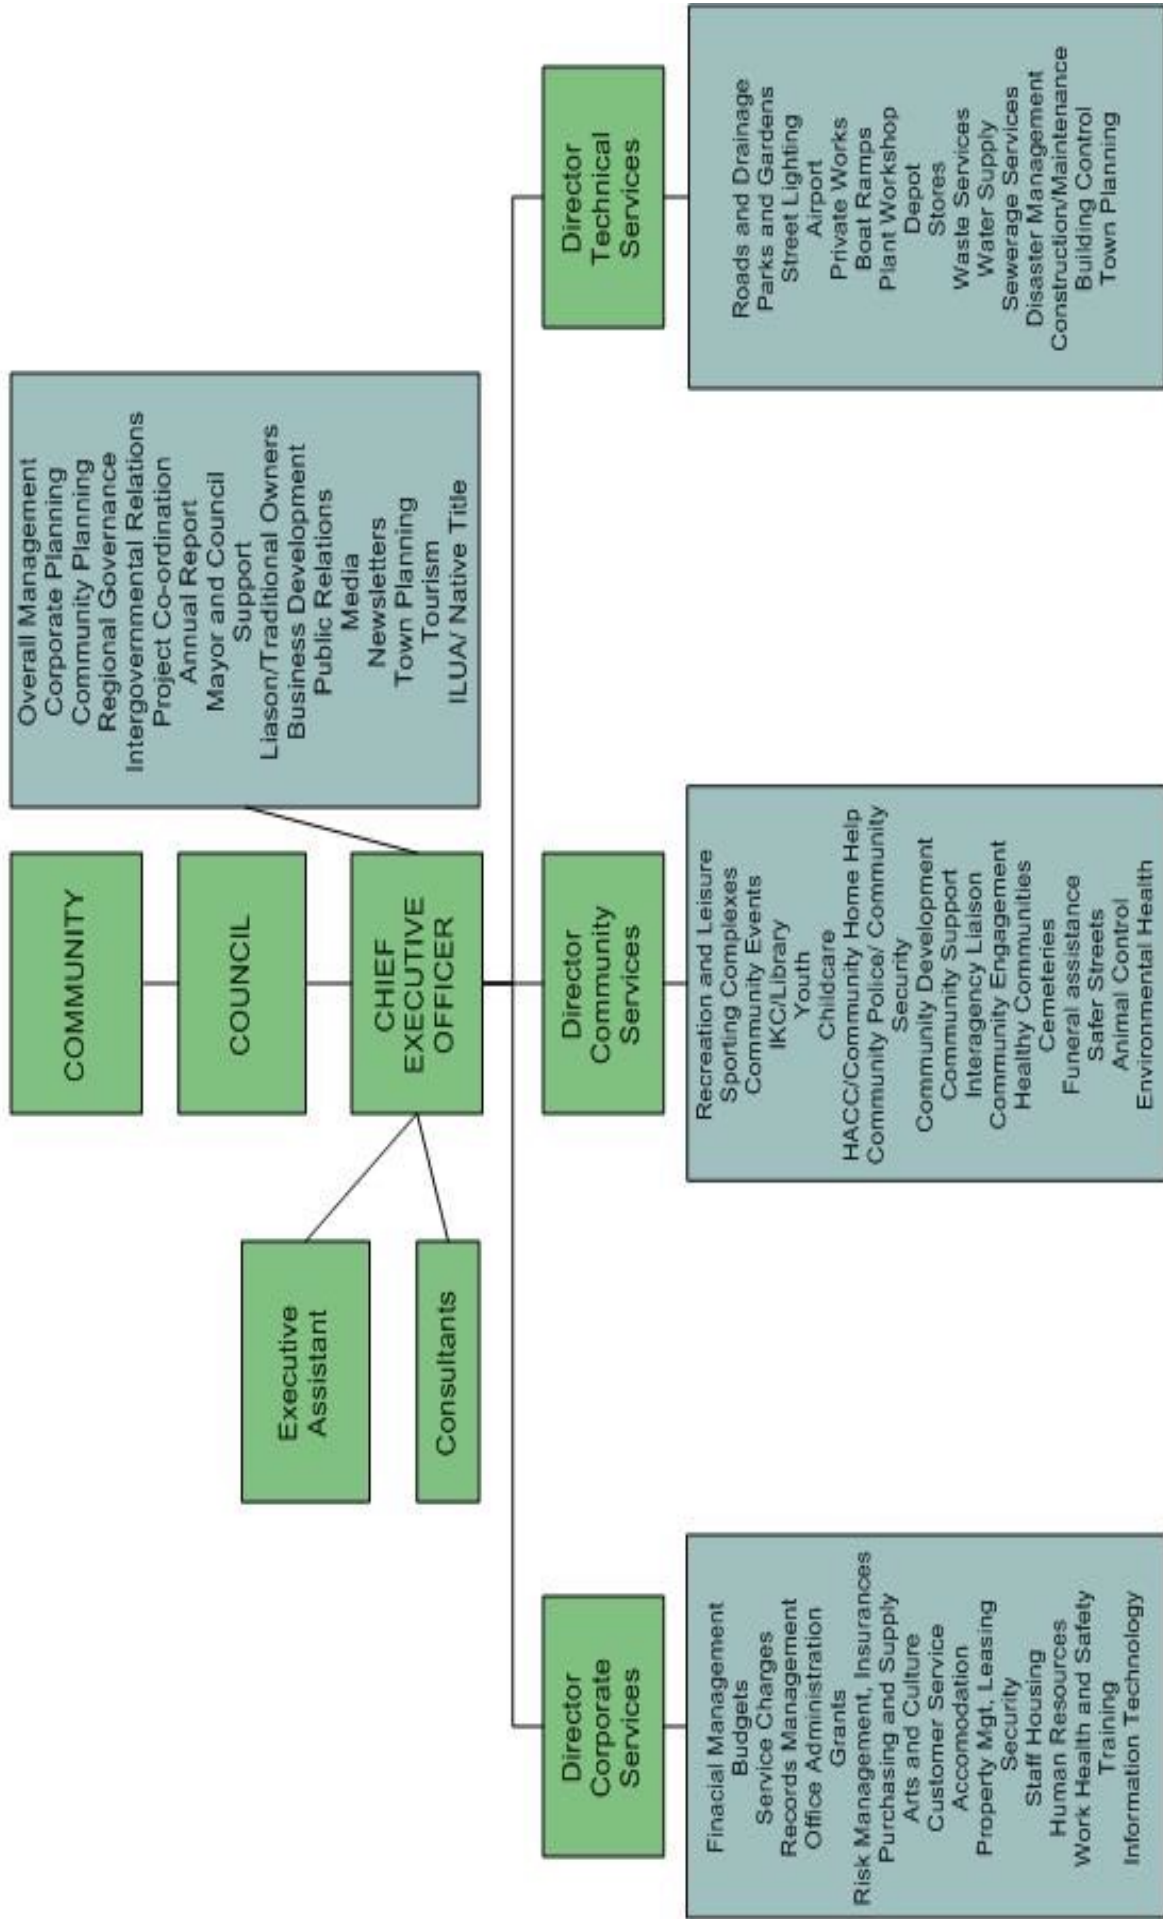 COMMUNITY
COUNCIL
CHIEF
EXECUTIVE
OFFICER
Overall Management
Corporate Planning
Community Planning
Regional Governance
Intergovernmental Relations
Project Co-ordination
Annual Report
Mayor and Council
Support
Liason/Traditional Owners
Business Development
Public Relations
Media
Newsletters
Town Planning
Tourism
ILUA/ Native Title
Executive
Assistant
Consultants
Director
Corporate
Services
Finacial Management
Budgets
Service Charges
Records Management
Office Administration
Grants
Risk Management, Insurances
Purchasing and Supply
Arts and Culture
Customer Service
Accomodation
Property Mgt, Leasing
Security
Staff Housing
Human Resources
Work Health and Safety
Training
Information Technology
Director
Community
Services
Recreation and Leisure
Sporting Complexes
Community Events
IKC/Library
Youth
Childcare
HACC/Community Home Help
Community Police/ Community
Security
Community Development
Community Support
Interagency Liaison
Community Engagement
Healthy Communities
Cemeteries
Funeral assistance
Safer Streets
Animal Control
Environmental Health
Director
Technical
Services
Roads and Drainage
Parks and Gardens
Street Lighting
Airport
Private Works
Boat Ramps
Plant Workshop
Depot
Stores
Waste Services
Water Supply
Sewerage Services
Disaster Management
Construction/Maintenance
Building Control
Town Planning